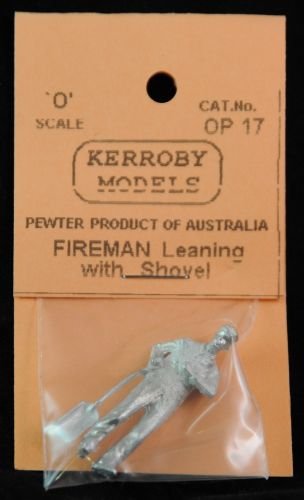 'O'
SCALE
CAT.No.
OP 17
KERROBY
MODELS
PEWTER PRODUCT OF AUSTRALIA
FIREMAN Leaning
with Shovel